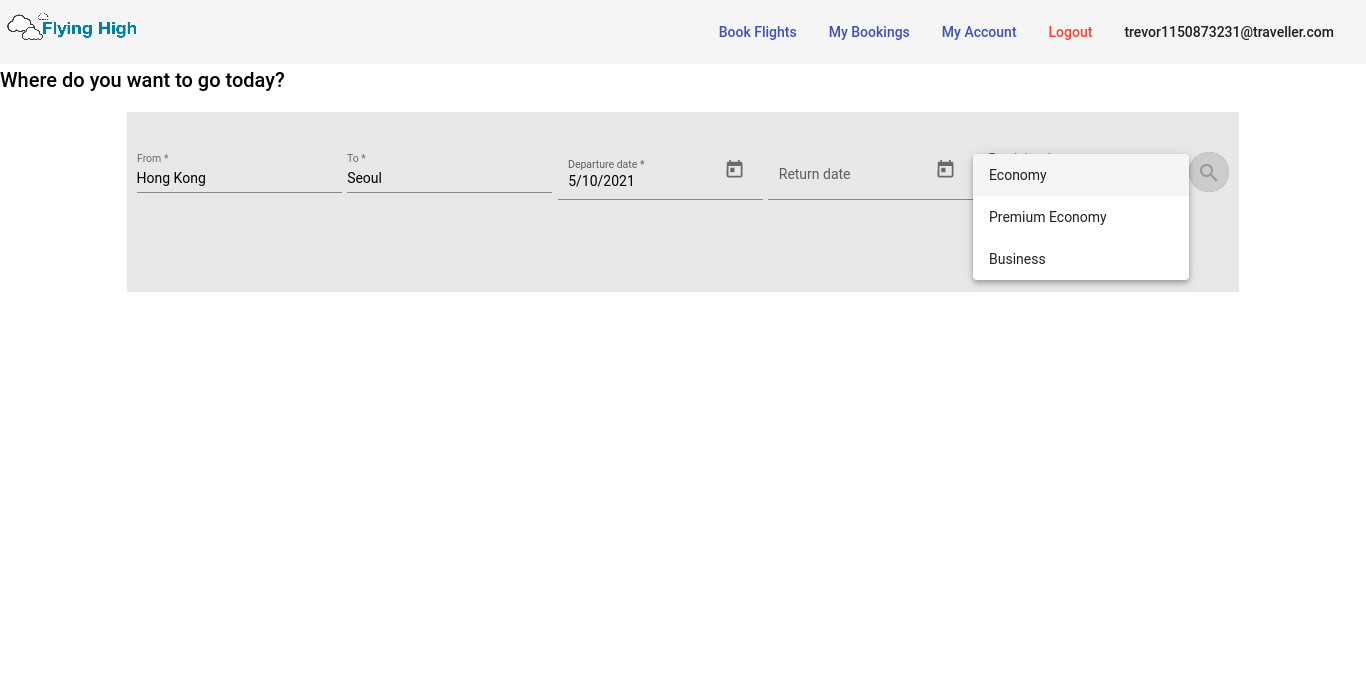 Flying High
Book Flights
My Bookings
My Account
Logout
trevor1150873231@traveller.com
Where do you want to go today?
From *
Hong Kong
To *
Seoul
Departure date *
5/10/2021
Return date
Economy
Premium Economy
Business